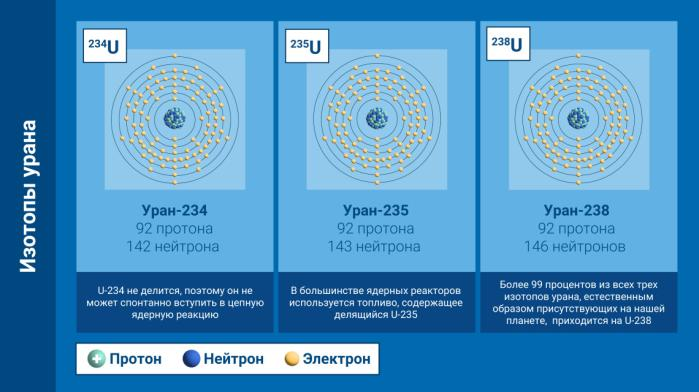 Изотопы урана
234U
235U
238U
Уран-234
92 протона
142 нейтрона
Уран-235
92 протона
143 нейтрона
Уран-238
92 протона
146 нейтронов
U-234 не делится, поэтому он не
может спонтанно вступить в цепную
ядерную реакцию
В большинстве ядерных реакторов
используется топливо, содержащее
делящийся U-235
Более 99 процентов из всех трех
изотопов урана, естественным
образом присутствующих на нашей
планете, приходится на U-238
+ Протон
Нейтрон
Электрон